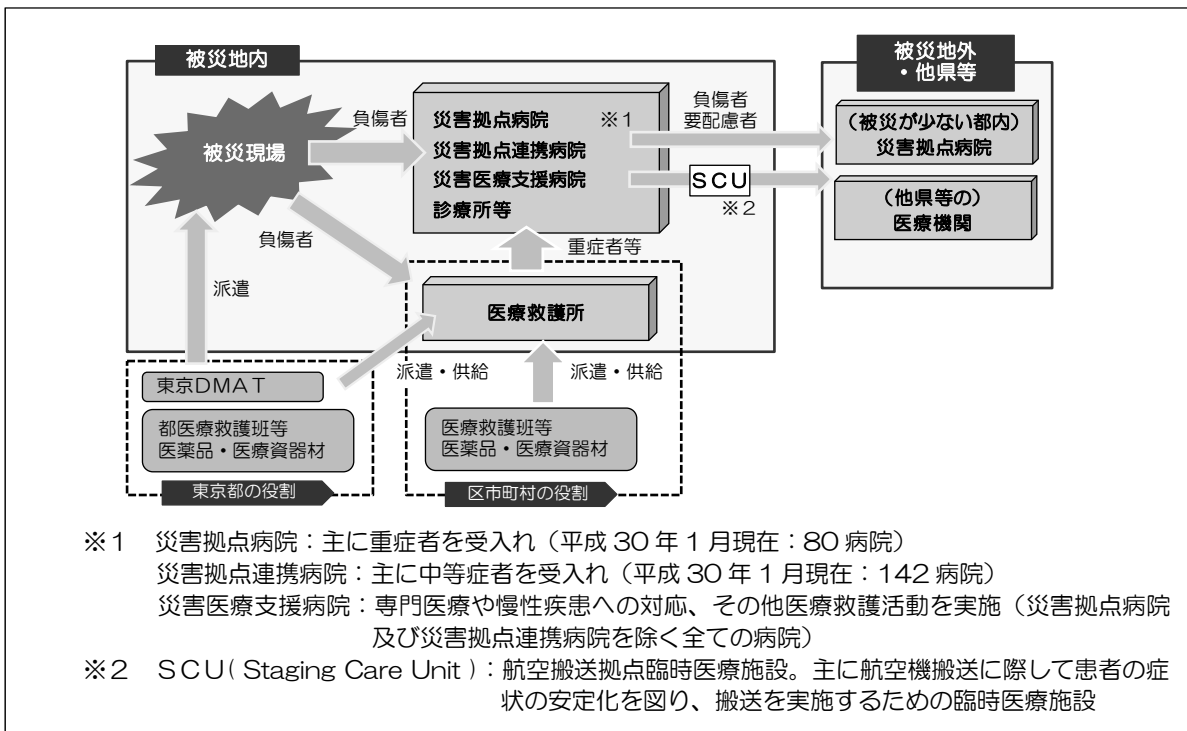 被災地内
被災地外
・他県等
被災現場
負傷者
災害拠点病院 ※1
災害拠点連携病院
災害医療支援病院
診療所等
負傷者
要配慮者
SCU
※2
(被災が少ない都内)
災害拠点病院
(他県等の)
医療機関
負傷者
重症者等
派遣
医療救護所
派遣・供給
派遣・供給
東京DMAT
都医療救護班等
医薬品・医療資器材
東京都の役割
医療救護班等
医薬品・医療資器材
区市町村の役割
※1 災害拠点病院:主に重症者を受入れ(平成30年1月現在:80病院)
災害拠点連携病院:主に中等症者を受入れ(平成30年1月現在:142病院)
災害医療支援病院:専門医療や慢性疾患への対応、その他医療救護活動を実施(災害拠点病院
及び災害拠点連携病院を除く全ての病院)
※2 SCU(Staging Care Unit):航空搬送拠点臨時医療施設。主に航空機搬送に際して患者の症
状の安定化を図り、搬送を実施するための臨時医療施設